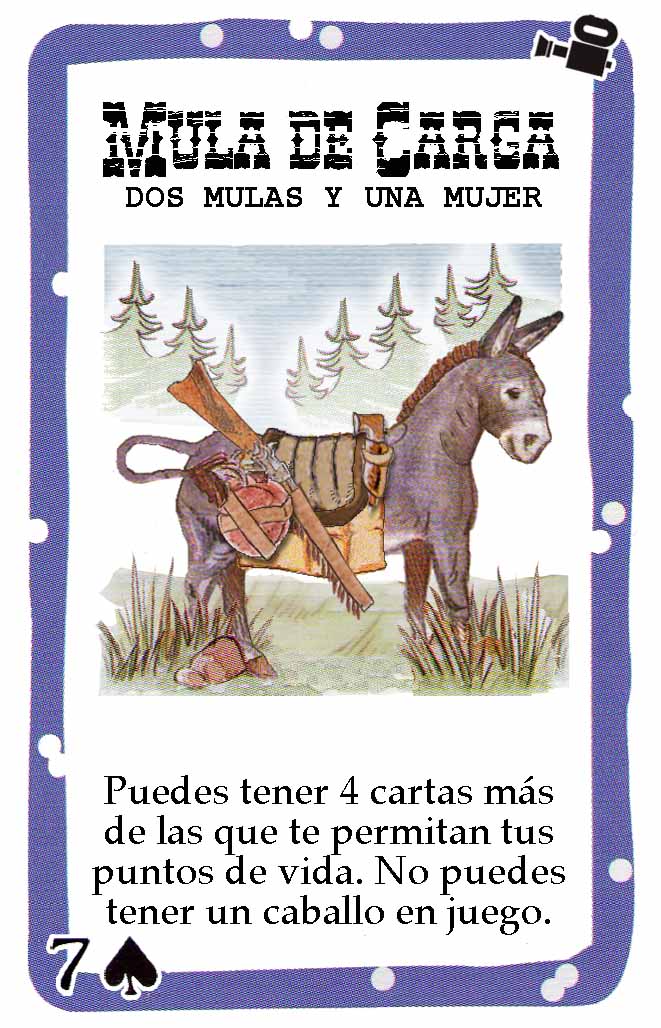 Mula de Carga
DOS MULAS Y UNA MUJER
Puedes tener 4 cartas más
de las que te permitan tus
puntos de vida. No puedes
tener un caballo en juego.
7